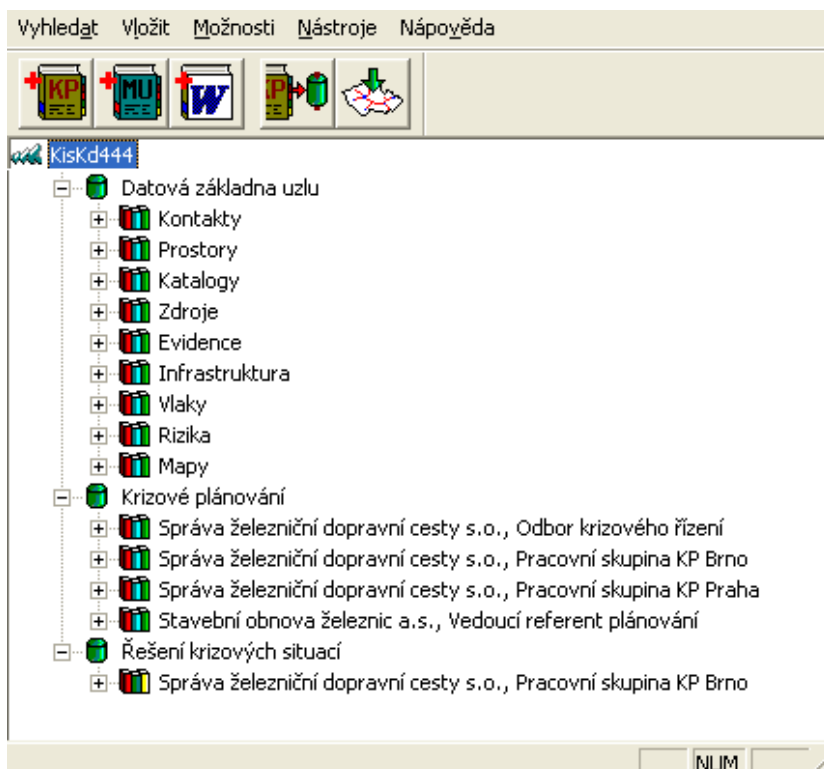 Vyhledat Vložit Možnosti Nástroje Nápověda
KP MU W KP
KisKd444
Datová základna uzlu
Kontakty
Prostory
Katalogy
Zdroje
Evidence
Infrastruktura
Vlaky
Rizika
Mapy
Krizové plánování
Správa železniční dopravní cesty s.o., Odbor krizového řízení
Správa železniční dopravní cesty s.o., Pracovní skupina KP Brno
Správa železniční dopravní cesty s.o., Pracovní skupina KP Praha
Stavební obnova železnic a.s., Vedoucí referent plánování
Řešení krizových situací
Správa železniční dopravní cesty s.o., Pracovní skupina KP Brno
NUM